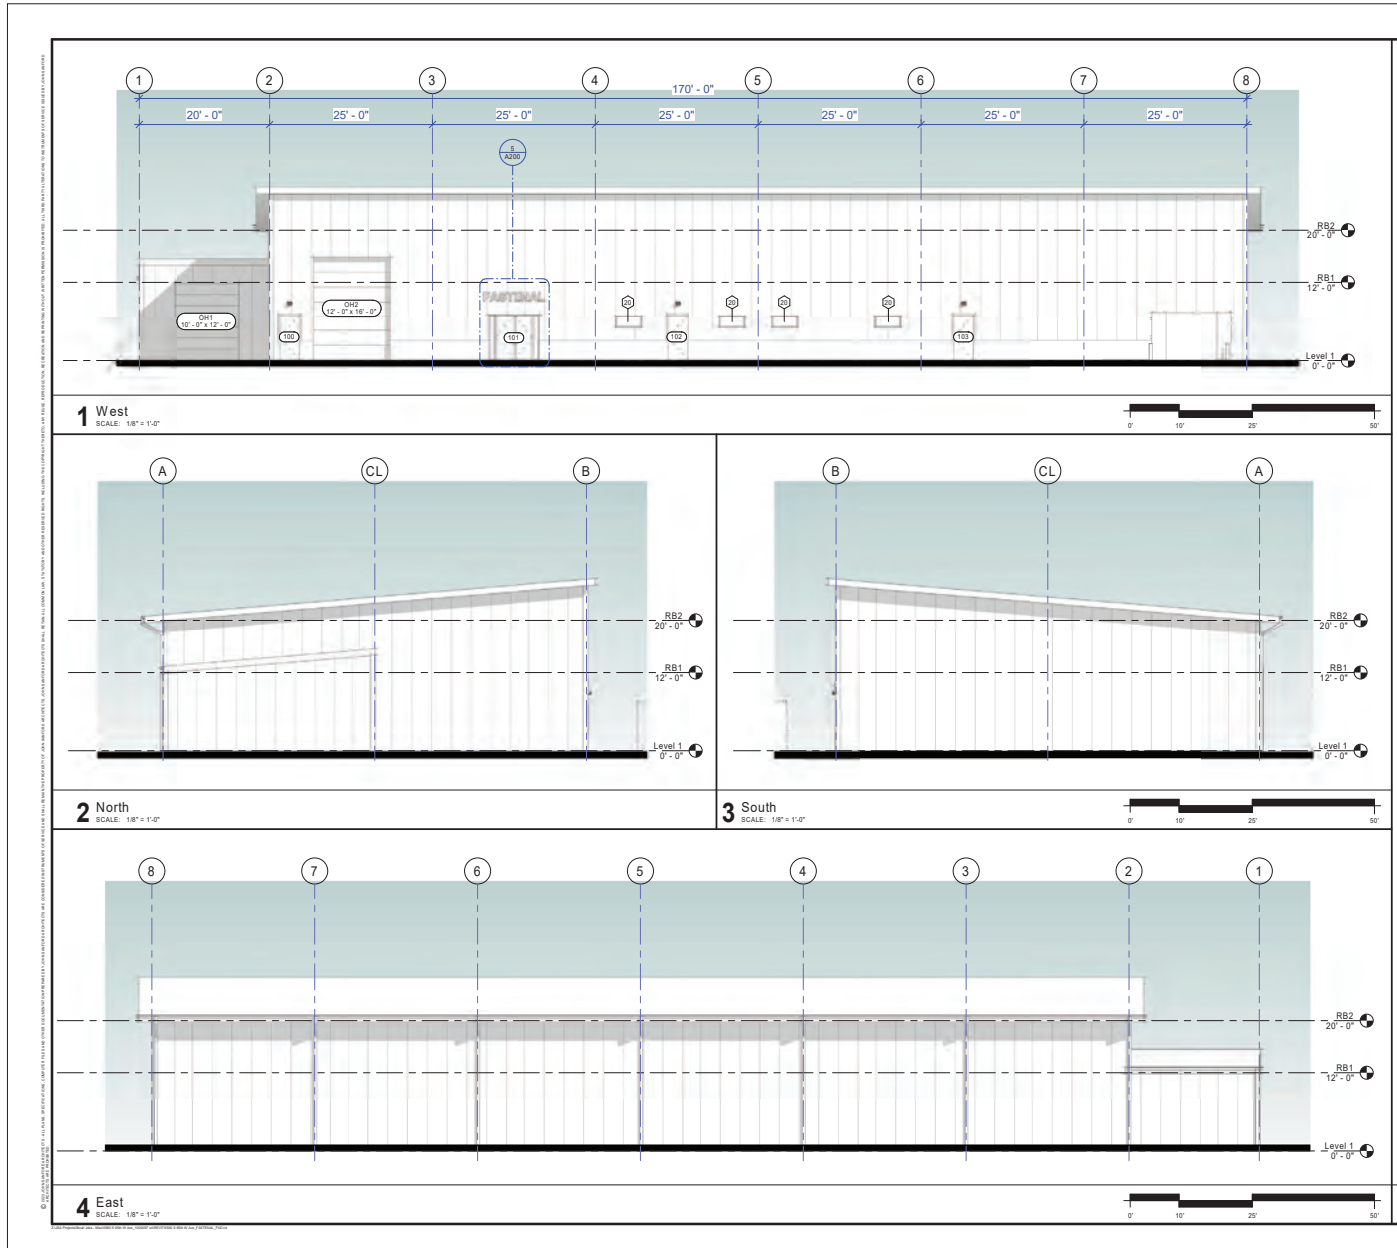 1 2 3 4 5 6 7 8
170' - 0"
20' - 0" 25' - 0" 25' - 0" 25' - 0" 25' - 0" 25' - 0" 25' - 0"
5
A200
RB2
20' - 0"
RB1
12' - 0"
FASTENAL
20 20 20 20
OH2
12' - 0" x 16' - 0"
OH1
10' - 0" x 12' - 0"
100 101 102 103
Level 1
0' - 0"
1 West
SCALE: 1/8" = 1'-0"
0' 10' 25' 50'
A CL B
RB2
20' - 0"
RB1
12' - 0"
Level 1
0' - 0"
2 North
SCALE: 1/8" = 1'-0"
B CL A
RB2
20' - 0"
RB1
12' - 0"
Level 1
0' - 0"
3 South
SCALE: 1/8" = 1'-0"
0' 10' 25' 50'
8 7 6 5 4 3 2 1
RB2
20' - 0"
RB1
12' - 0"
Level 1
0' - 0"
4 East
SCALE: 1/8" = 1'-0"
0' 10' 25' 50'